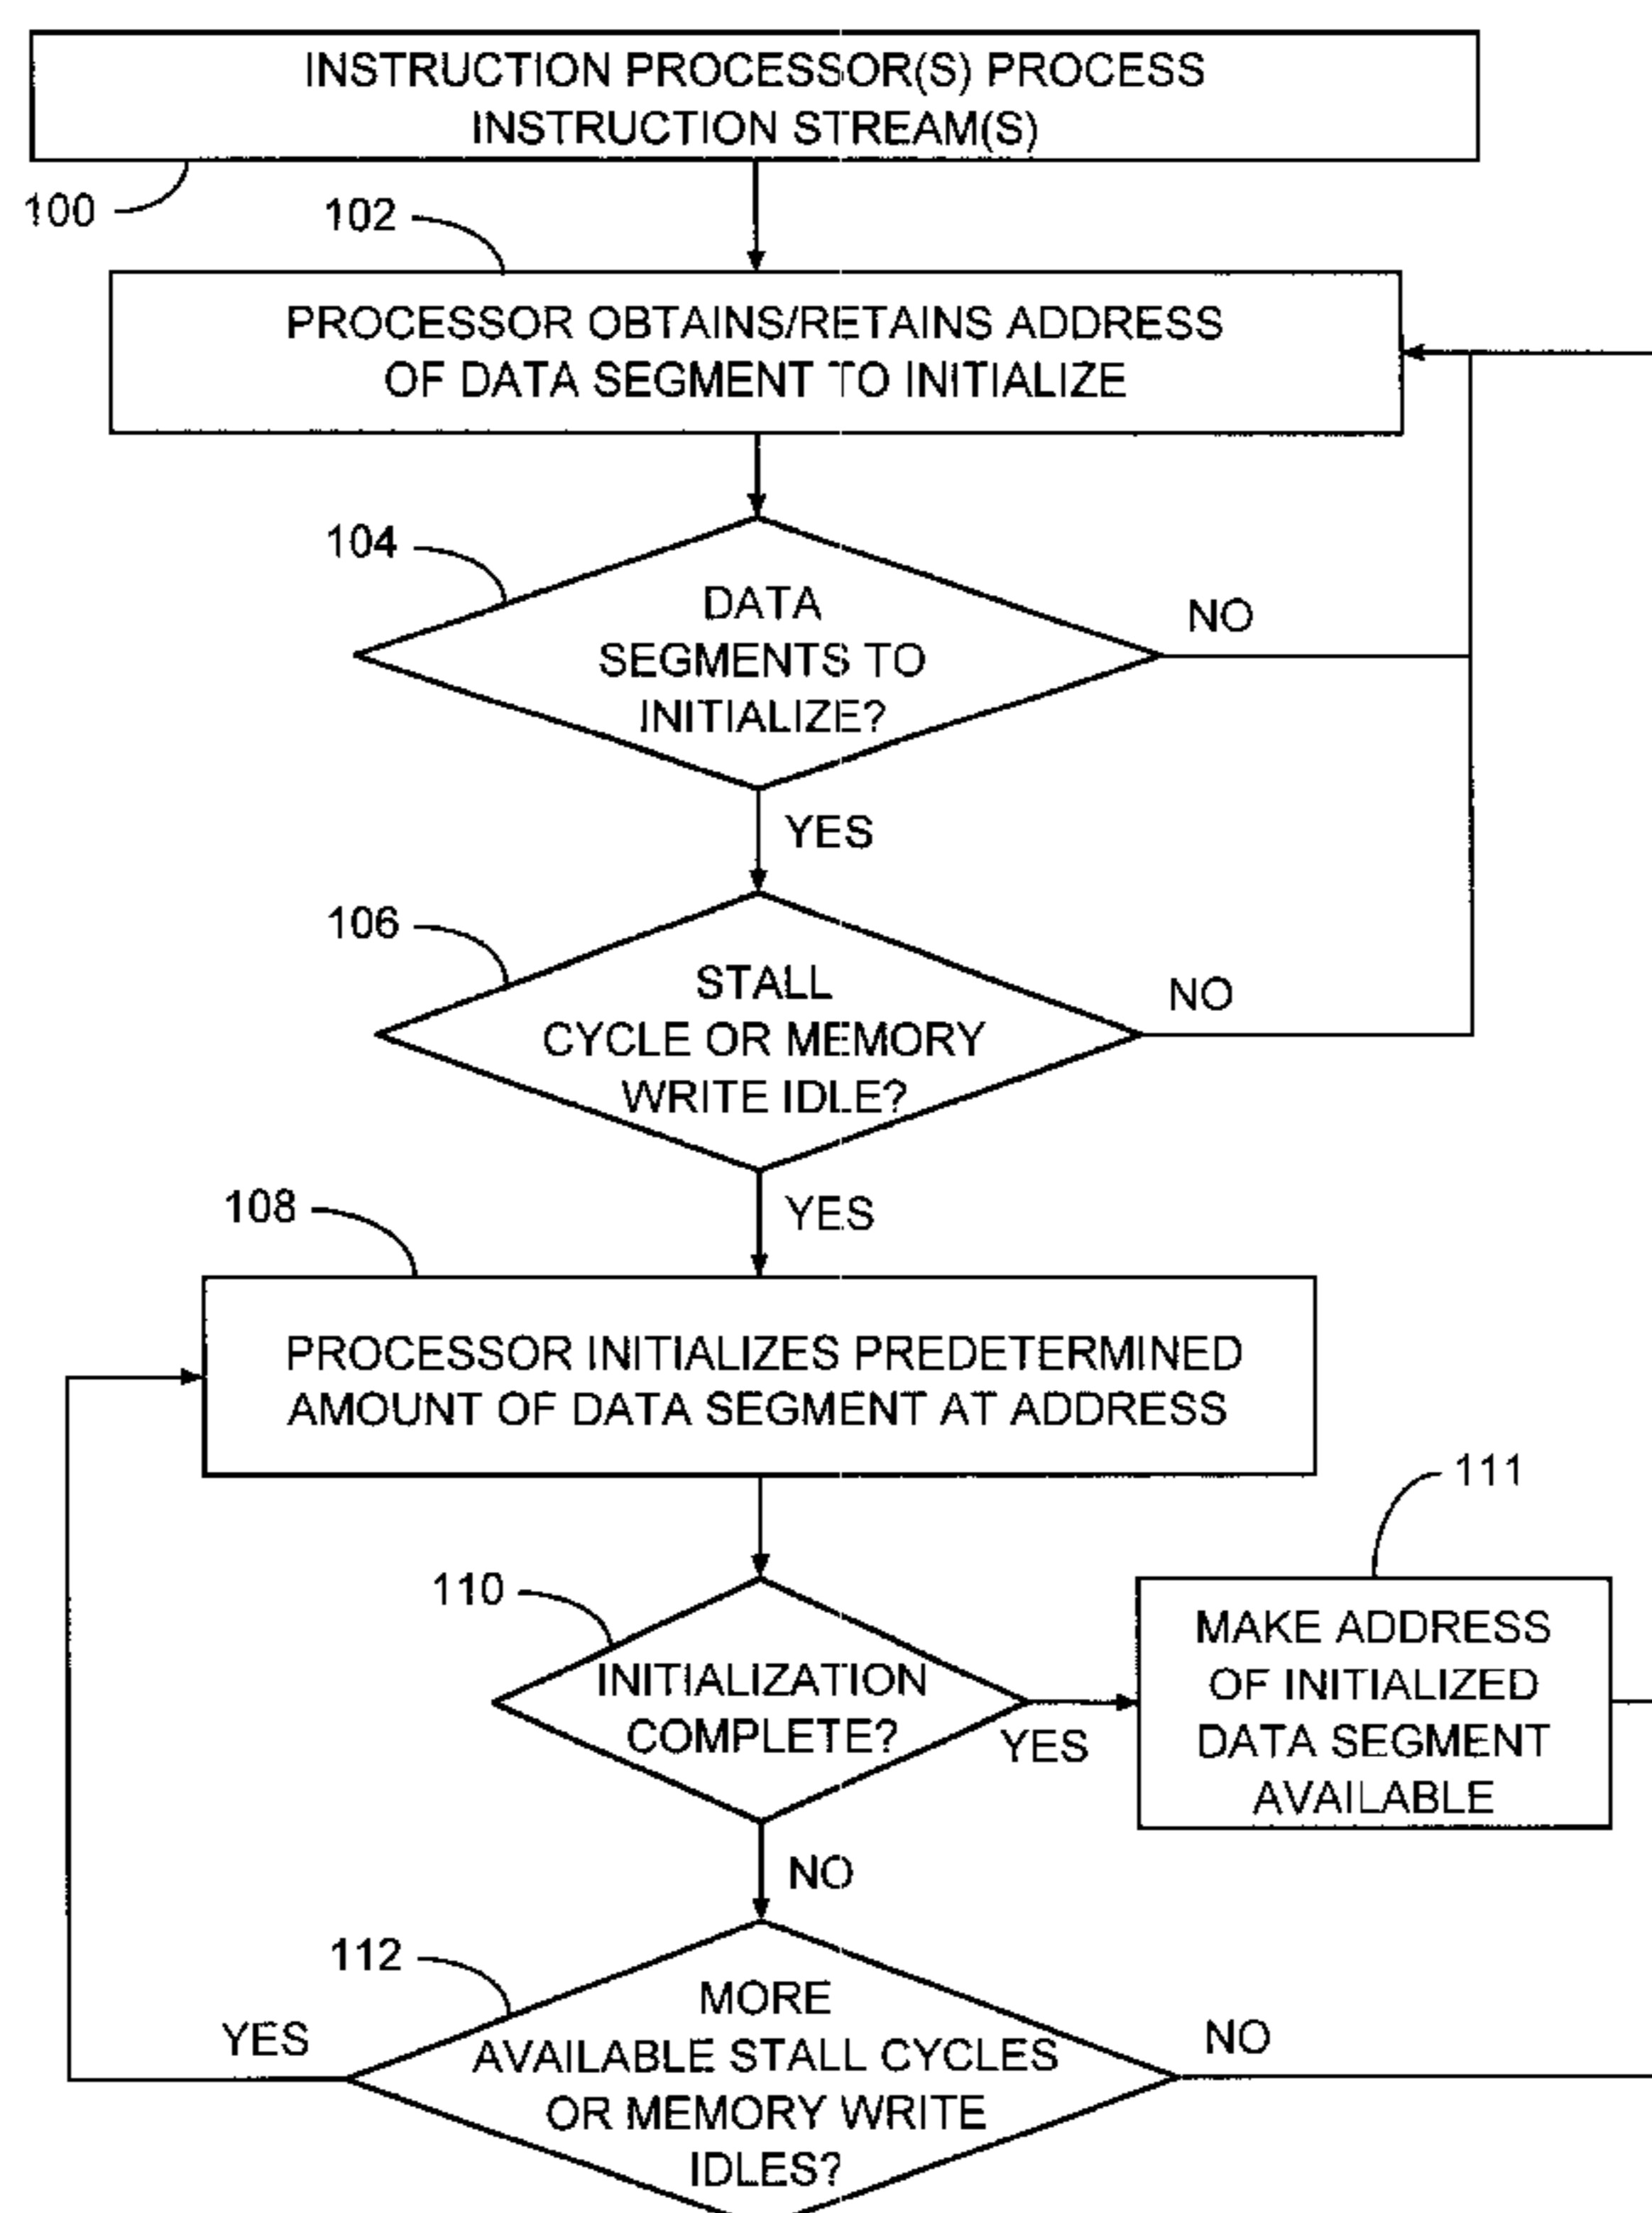 INSTRUCTION PROCESSOR(S) PROCESS
INSTRUCTION STREAM(S)
100
102
PROCESSOR OBTAINS/RETAINS ADDRESS
OF DATA SEGMENT TO INITIALIZE
104
DATA
SEGMENTS TO
INITIALIZE?
NO
YES
106
STALL
CYCLE OR MEMORY
WRITE IDLE?
NO
YES
108
PROCESSOR INITIALIZES PREDETERMINED
AMOUNT OF DATA SEGMENT AT ADDRESS
111
110
INITIALIZATION
COMPLETE?
YES
MAKE ADDRESS
OF INITIALIZED
DATA SEGMENT
AVAILABLE
NO
112
MORE
AVAILABLE STALL CYCLES
OR MEMORY WRITE
IDLES?
YES
NO